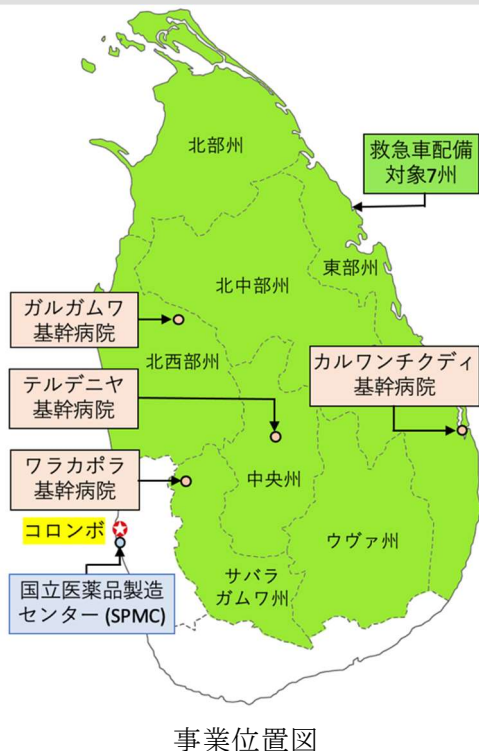 北部州
救急車配備
対象7州
東部州
北中部州
ガルガムワ
基幹病院
北西部州
カルワンチクディ
基幹病院
テルデニヤ
基幹病院
中央州
ワラカポラ
基幹病院
コロンボ
ウヴァ州
国立医薬品製造
センター (SPMC)
サバラ
ガムワ州
事業位置図